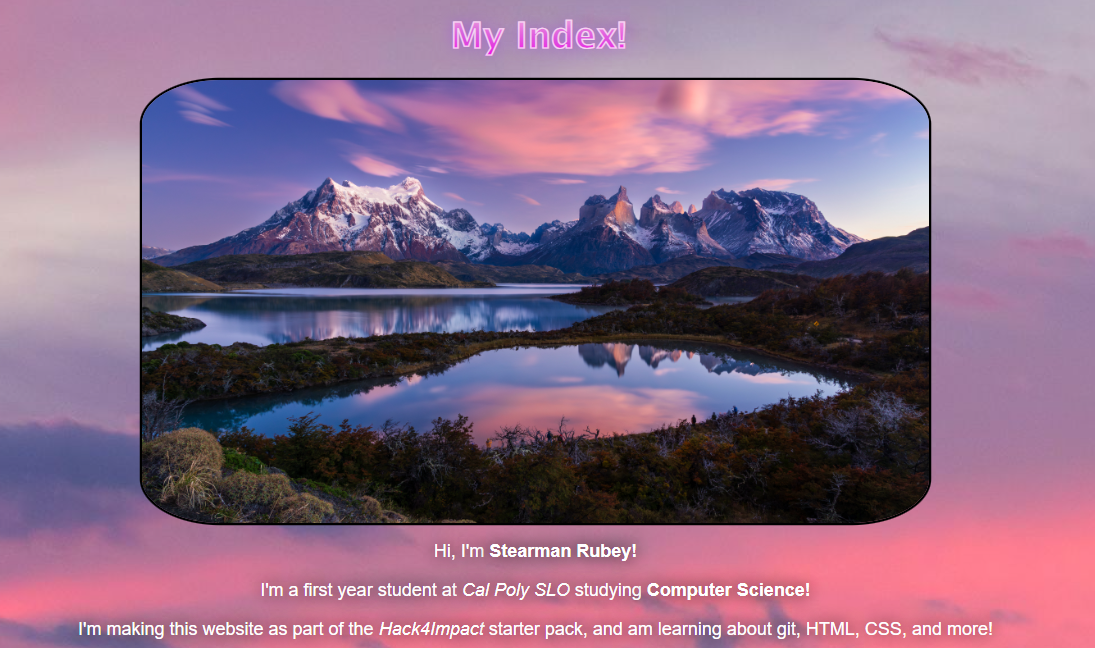 My Index!
Hi, I'm Stearman Rubey!
I'm a first year student at Cal Poly SLO studying Computer Science!
I'm making this website as part of the Hack4Impact starter pack, and am learning about git, HTML, CSS, and more!